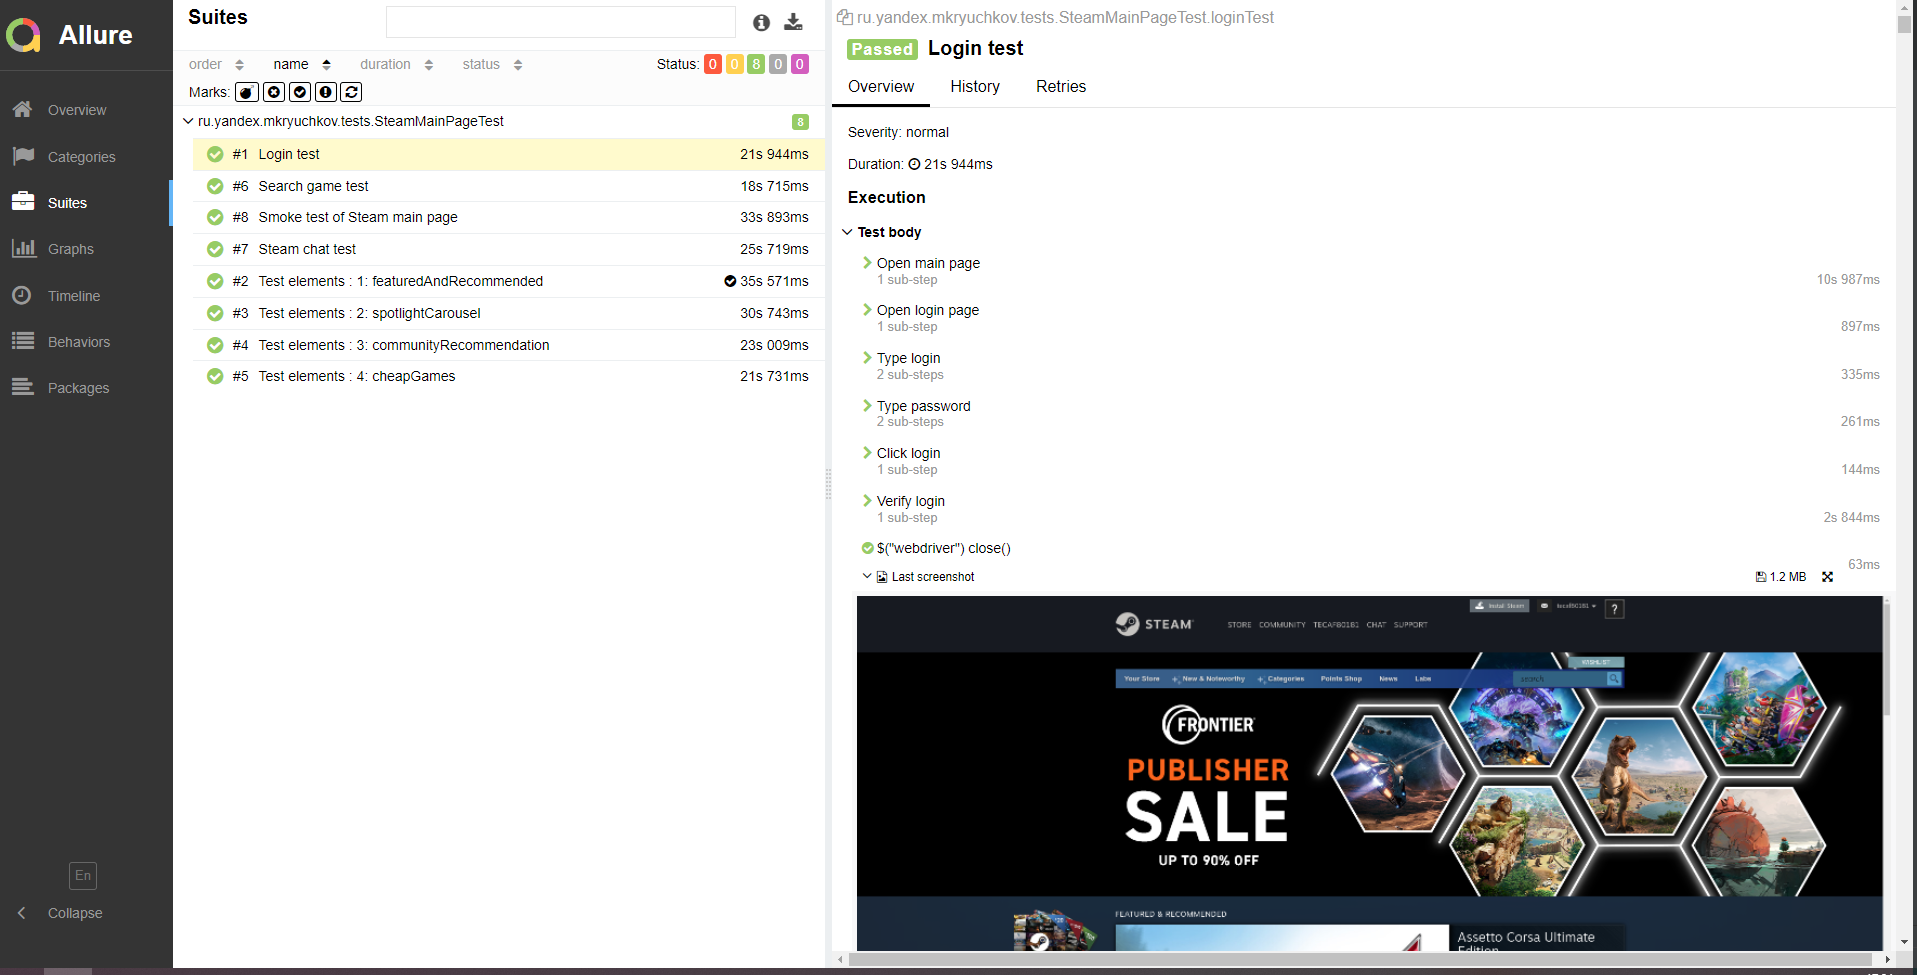 Allure
Overview
Categories
Suites
Graphs
Timeline
Behaviors
Packages
En
Collapse
Suites
order name duration status
Status: 0 0 8 0 0
Marks:
ru.yandex.mkryuchkov.tests.SteamMainPageTest 8
#1 Login test 21s 944ms
#6 Search game test 18s 715ms
#8 Smoke test of Steam main page 33s 893ms
#7 Steam chat test 25s 719ms
#2 Test elements : 1: featuredAndRecommended 35s 571ms
#3 Test elements : 2: spotlightCarousel 30s 743ms
#4 Test elements : 3: communityRecommendation 23s 009ms
#5 Test elements : 4: cheapGames 21s 731ms
ru.yandex.mkryuchkov.tests.SteamMainPageTest.loginTest
Passed Login test
Overview History Retries
Severity: normal
Duration: 21s 944ms
Execution
Test body
Open main page
1 sub-step 10s 987ms
Open login page
1 sub-step 897ms
Type login
2 sub-steps 335ms
Type password
2 sub-steps 261ms
Click login
1 sub-step 144ms
Verify login
1 sub-step 2s 844ms
$("webdriver") close()
63ms
Last screenshot 1.2 MB
Install Steam tecafb0181 ?
STEAM STORE COMMUNITY TECAFB0181 CHAT SUPPORT
WISHLIST
Your Store New & Noteworthy Categories Points Shop News Labs search
FRONTIER
PUBLISHER
SALE
UP TO 90% OFF
FEATURED & RECOMMENDED
Assetto Corsa Ultimate
Edition